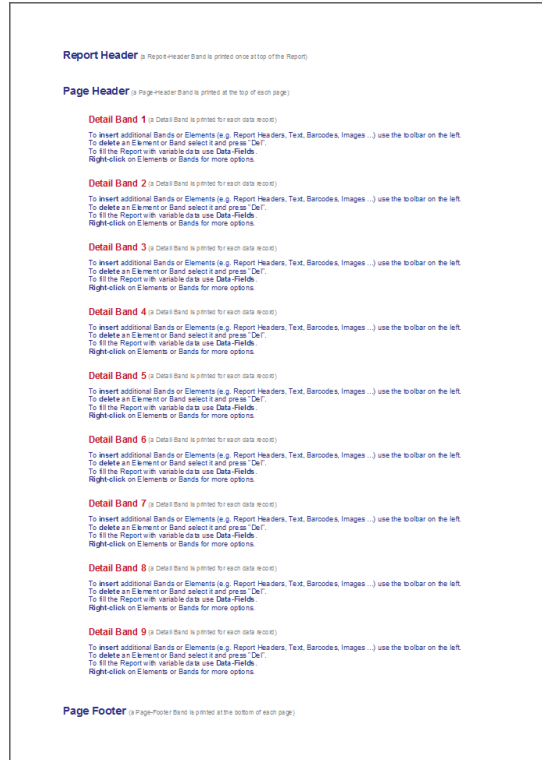 Report Header (a Report-Header Band is printed once at top of the Report)
Page Header (a Page-Header Band is printed at the top of each page)
Detail Band 1 (a Detail Band is printed for each data record)
To insert additional Bands or Elements (e.g. Report Headers, Text, Barcodes, Images ...) use the toolbar on the left.
To delete an Element or Band select it and press "Del".
To fill the Report with variable data use Data-Fields.
Right-click on Elements or Bands for more options.
Detail Band 2 (a Detail Band is printed for each data record)
To insert additional Bands or Elements (e.g. Report Headers, Text, Barcodes, Images ...) use the toolbar on the left.
To delete an Element or Band select it and press "Del".
To fill the Report with variable data use Data-Fields.
Right-click on Elements or Bands for more options.
Detail Band 3 (a Detail Band is printed for each data record)
To insert additional Bands or Elements (e.g. Report Headers, Text, Barcodes, Images ...) use the toolbar on the left.
To delete an Element or Band select it and press "Del".
To fill the Report with variable data use Data-Fields.
Right-click on Elements or Bands for more options.
Detail Band 4 (a Detail Band is printed for each data record)
To insert additional Bands or Elements (e.g. Report Headers, Text, Barcodes, Images ...) use the toolbar on the left.
To delete an Element or Band select it and press "Del".
To fill the Report with variable data use Data-Fields.
Right-click on Elements or Bands for more options.
Detail Band 5 (a Detail Band is printed for each data record)
To insert additional Bands or Elements (e.g. Report Headers, Text, Barcodes, Images ...) use the toolbar on the left.
To delete an Element or Band select it and press "Del".
To fill the Report with variable data use Data-Fields.
Right-click on Elements or Bands for more options.
Detail Band 6 (a Detail Band is printed for each data record)
To insert additional Bands or Elements (e.g. Report Headers, Text, Barcodes, Images ...) use the toolbar on the left.
To delete an Element or Band select it and press "Del".
To fill the Report with variable data use Data-Fields.
Right-click on Elements or Bands for more options.
Detail Band 7 (a Detail Band is printed for each data record)
To insert additional Bands or Elements (e.g. Report Headers, Text, Barcodes, Images ...) use the toolbar on the left.
To delete an Element or Band select it and press "Del".
To fill the Report with variable data use Data-Fields.
Right-click on Elements or Bands for more options.
Detail Band 8 (a Detail Band is printed for each data record)
To insert additional Bands or Elements (e.g. Report Headers, Text, Barcodes, Images ...) use the toolbar on the left.
To delete an Element or Band select it and press "Del".
To fill the Report with variable data use Data-Fields.
Right-click on Elements or Bands for more options.
Detail Band 9 (a Detail Band is printed for each data record)
To insert additional Bands or Elements (e.g. Report Headers, Text, Barcodes, Images ...) use the toolbar on the left.
To delete an Element or Band select it and press "Del".
To fill the Report with variable data use Data-Fields.
Right-click on Elements or Bands for more options.
Page Footer (a Page-Footer Band is printed at the bottom of each page)